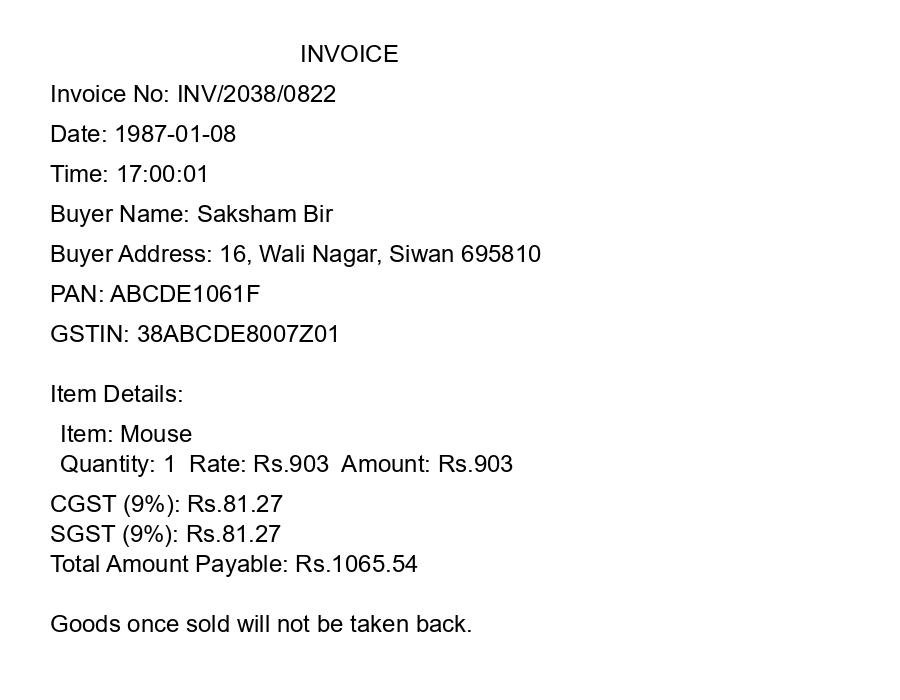 INVOICE
Invoice No: INV/2038/0822
Date: 1987-01-08
Time: 17:00:01
Buyer Name: Saksham Bir
Buyer Address: 16, Wali Nagar, Siwan 695810
PAN: ABCDE1061F
GSTIN: 38ABCDE8007Z01
Item Details:
Item: Mouse
Quantity: 1 Rate: Rs.903 Amount: Rs.903
CGST (9%): Rs.81.27
SGST (9%): Rs.81.27
Total Amount Payable: Rs.1065.54
Goods once sold will not be taken back.